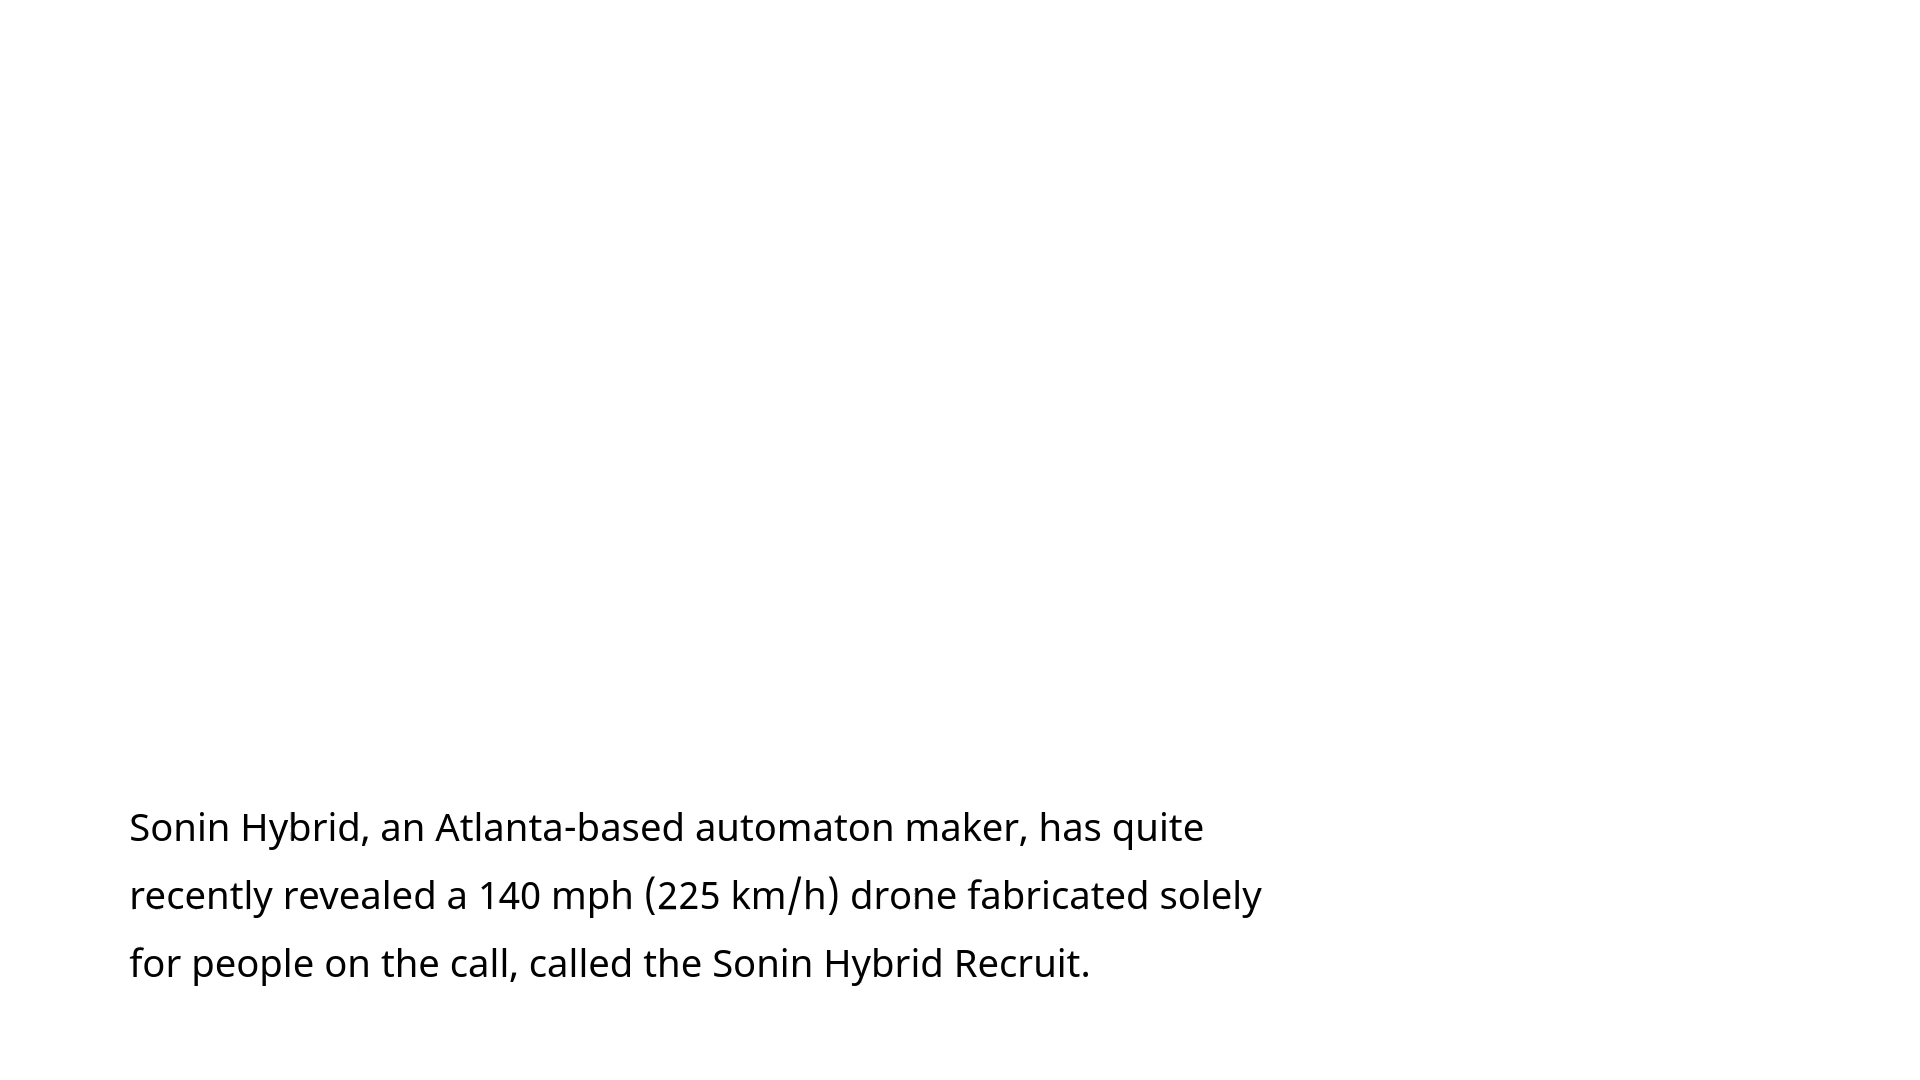 Sonin Hybrid, an Atlanta-based automaton maker, has quite
recently revealed a 140 mph (225 km/h) drone fabricated solely
for people on the call, called the Sonin Hybrid Recruit.